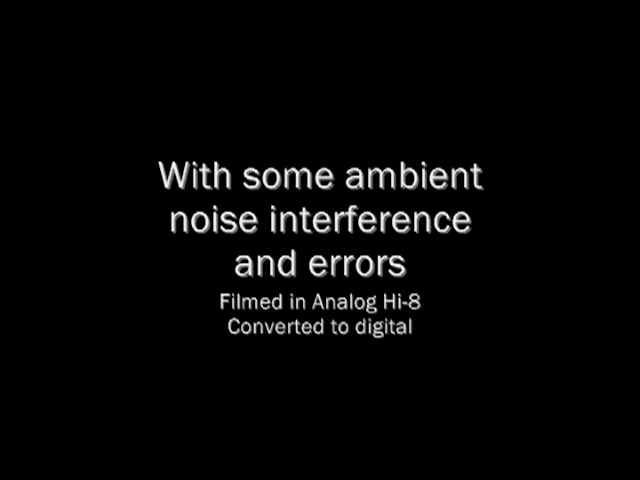 With some ambient
noise interference
and errors
Filmed in Analog Hi-8
Converted to digital